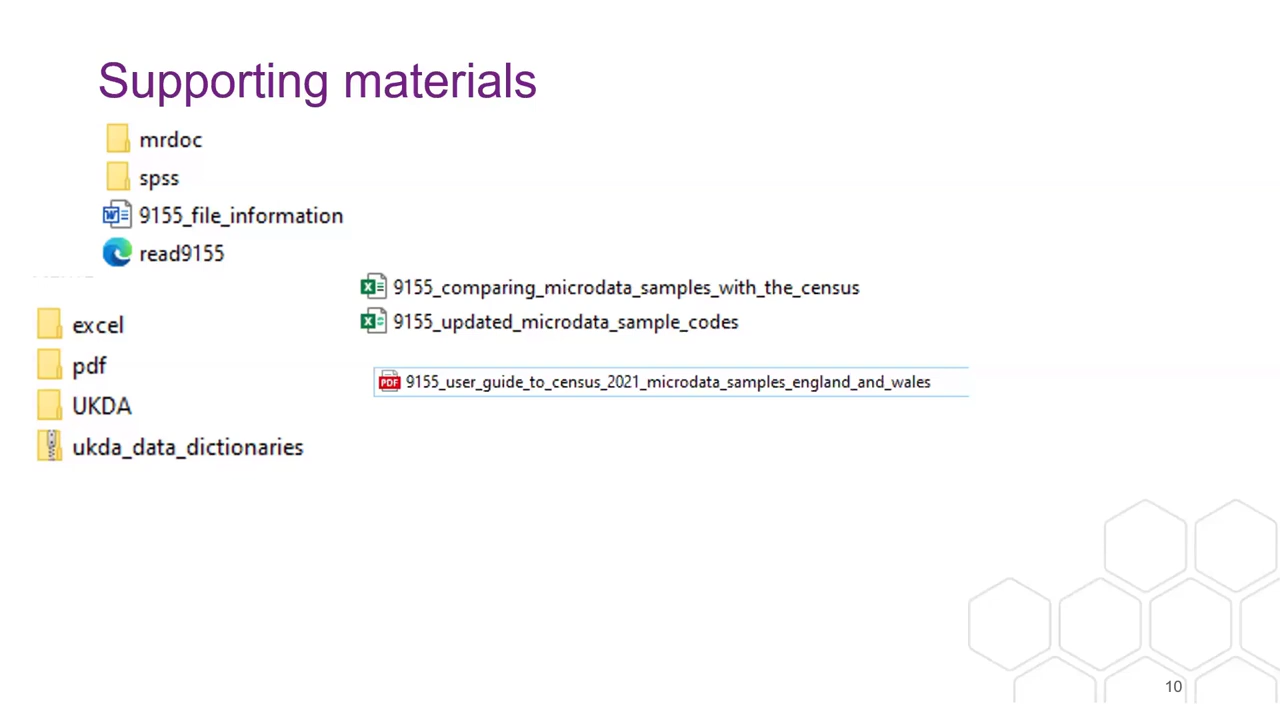 Supporting materials
mrdoc
spss
9155_file_information
read9155
9155_comparing_microdata_samples_with_the_census
9155_updated_microdata_sample_codes
excel
pdf
UKDA
ukda_data_dictionaries
9155_user_guide_to_census_2021_microdata_samples_england_and_wales
10